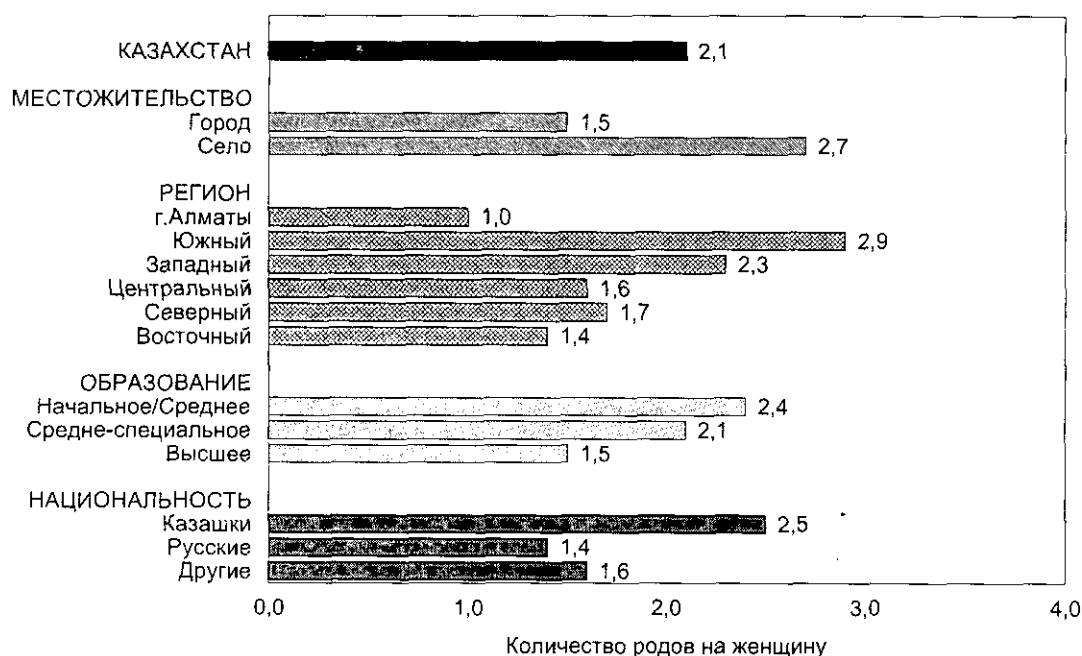 КАЗАХСТАН 2,1
МЕСТОЖИТЕЛЬСТВО
Город 1,5
Село 2,7
РЕГИОН
г.Алматы 1,0
Южный 2,9
Западный 2,3
Центральный 1,6
Северный 1,7
Восточный 1,4
ОБРАЗОВАНИЕ
Начальное/Среднее 2,4
Средне-специальное 2,1
Высшее 1,5
НАЦИОНАЛЬНОСТЬ
Казашки 2,5
Русские 1,4
Другие 1,6
0,0 1,0 2,0 3,0 4,0
Количество родов на женщину